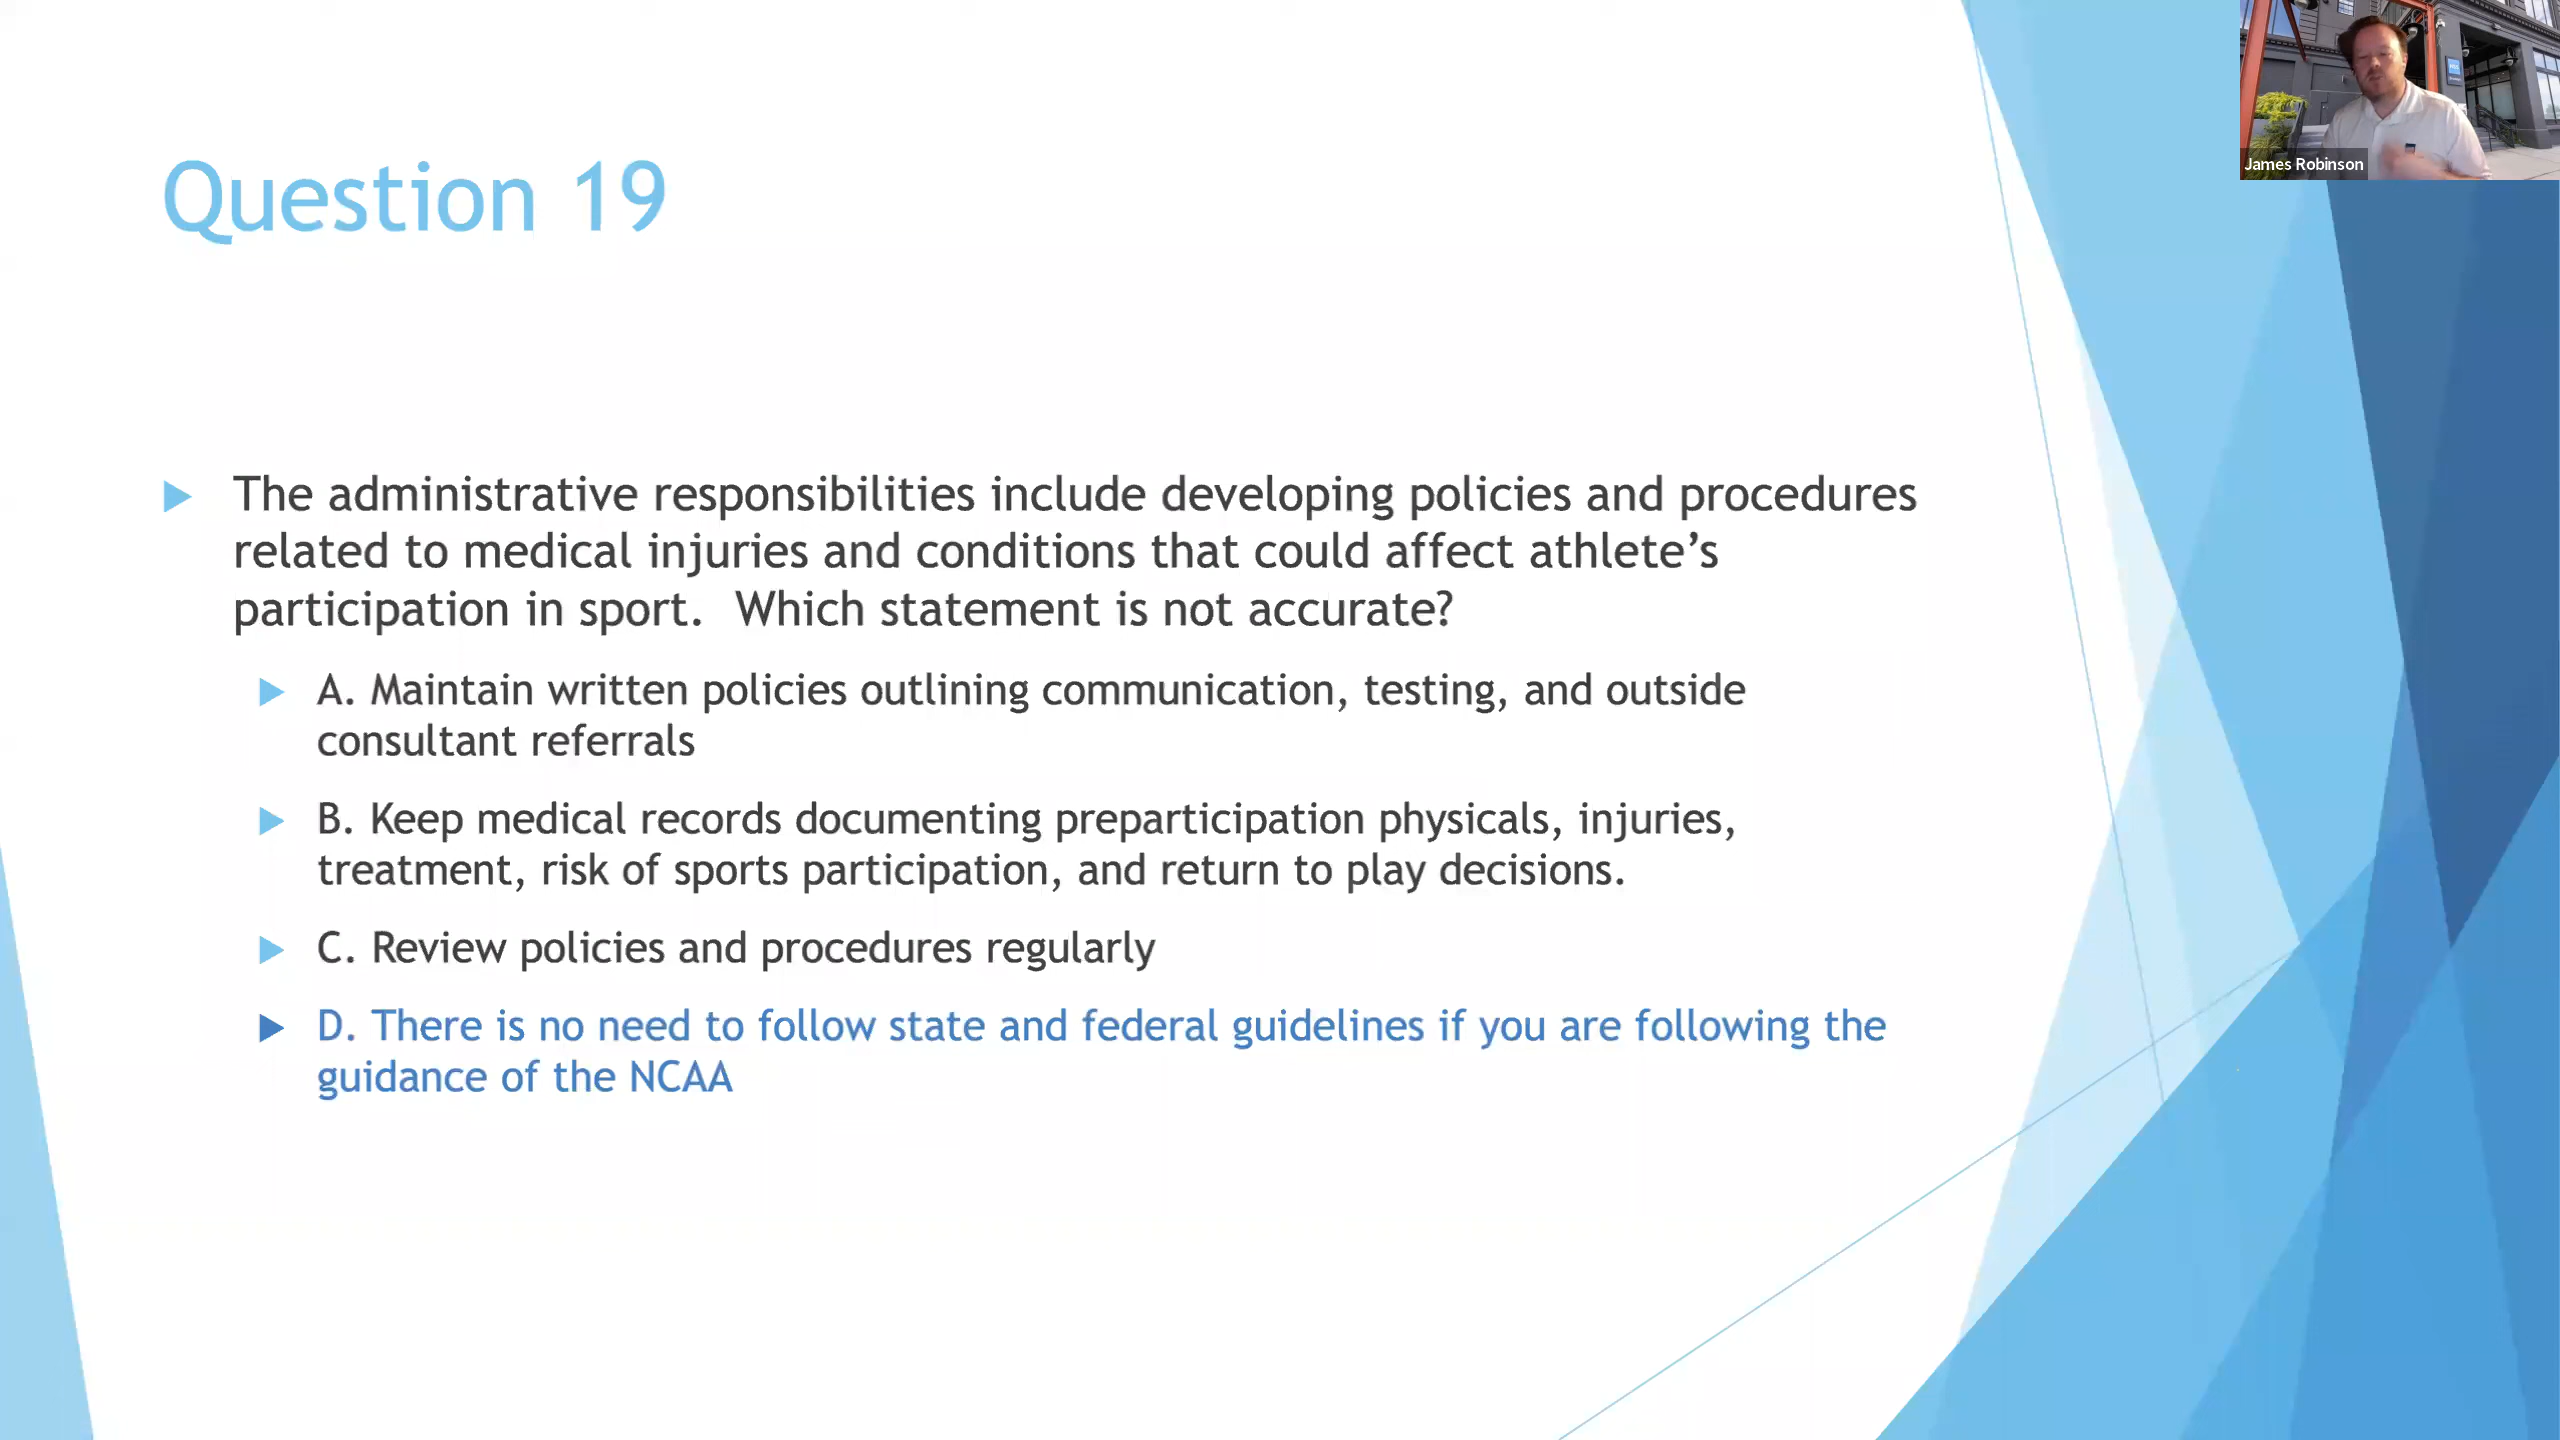 James Robinson
Question 19
The administrative responsibilities include developing policies and procedures
related to medical injuries and conditions that could affect athlete’s
participation in sport.  Which statement is not accurate?
A. Maintain written policies outlining communication, testing, and outside
consultant referrals
B. Keep medical records documenting preparticipation physicals, injuries,
treatment, risk of sports participation, and return to play decisions.
C. Review policies and procedures regularly
D. There is no need to follow state and federal guidelines if you are following the
guidance of the NCAA